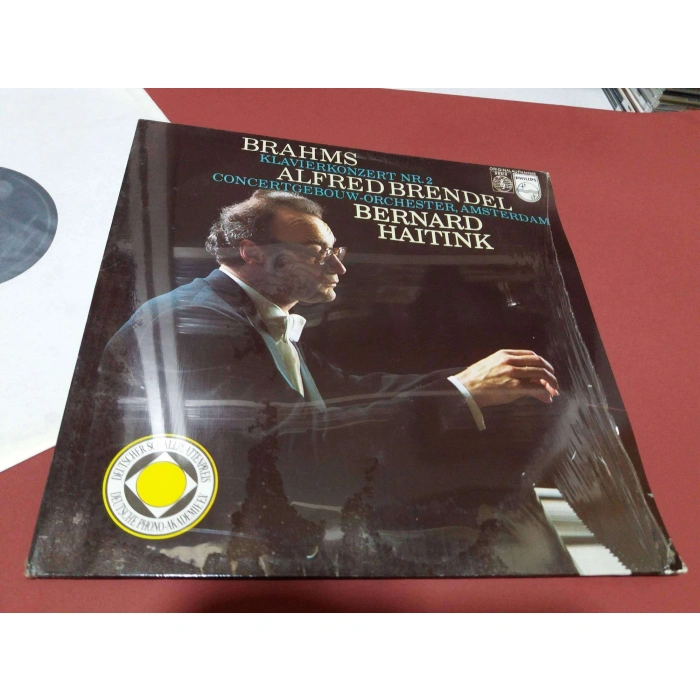 BRAHMS
KLAVIERKONZERT NR. 2
ALFRED BRENDEL
CONCERTGEBOUW-ORCHESTER, AMSTERDAM
BERNARD
HAITINK
PHILIPS
DEUTSCHER SCHALLPLATTENPREIS
DEUTSCHE PHONO-AKADEMIE E.V.